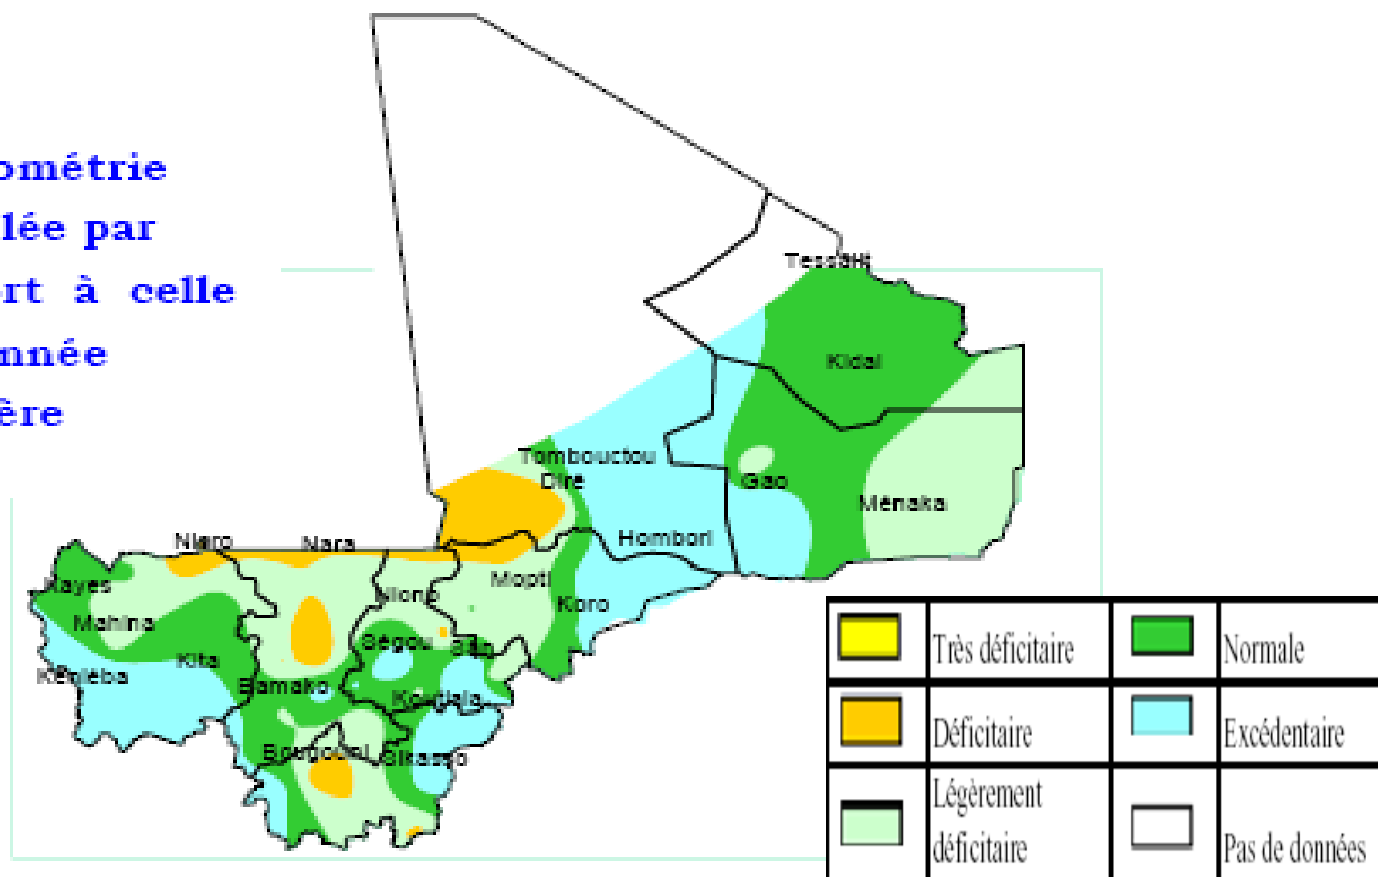 ométrie
lée par
rt à celle
nnée
ère
Tessalit
Kidal
Tombouctou
Diré
Gao
Ménaka
Hombori
Nioro
Nara
Mopti
Niono
Kayes
Koro
Mahina
Ségou
San
Kita
Kéniéba
Bamako
Koutiala
Bougouni
Sikasso
Très déficitaire
Normale
Déficitaire
Excédentaire
Légèrement
déficitaire
Pas de données